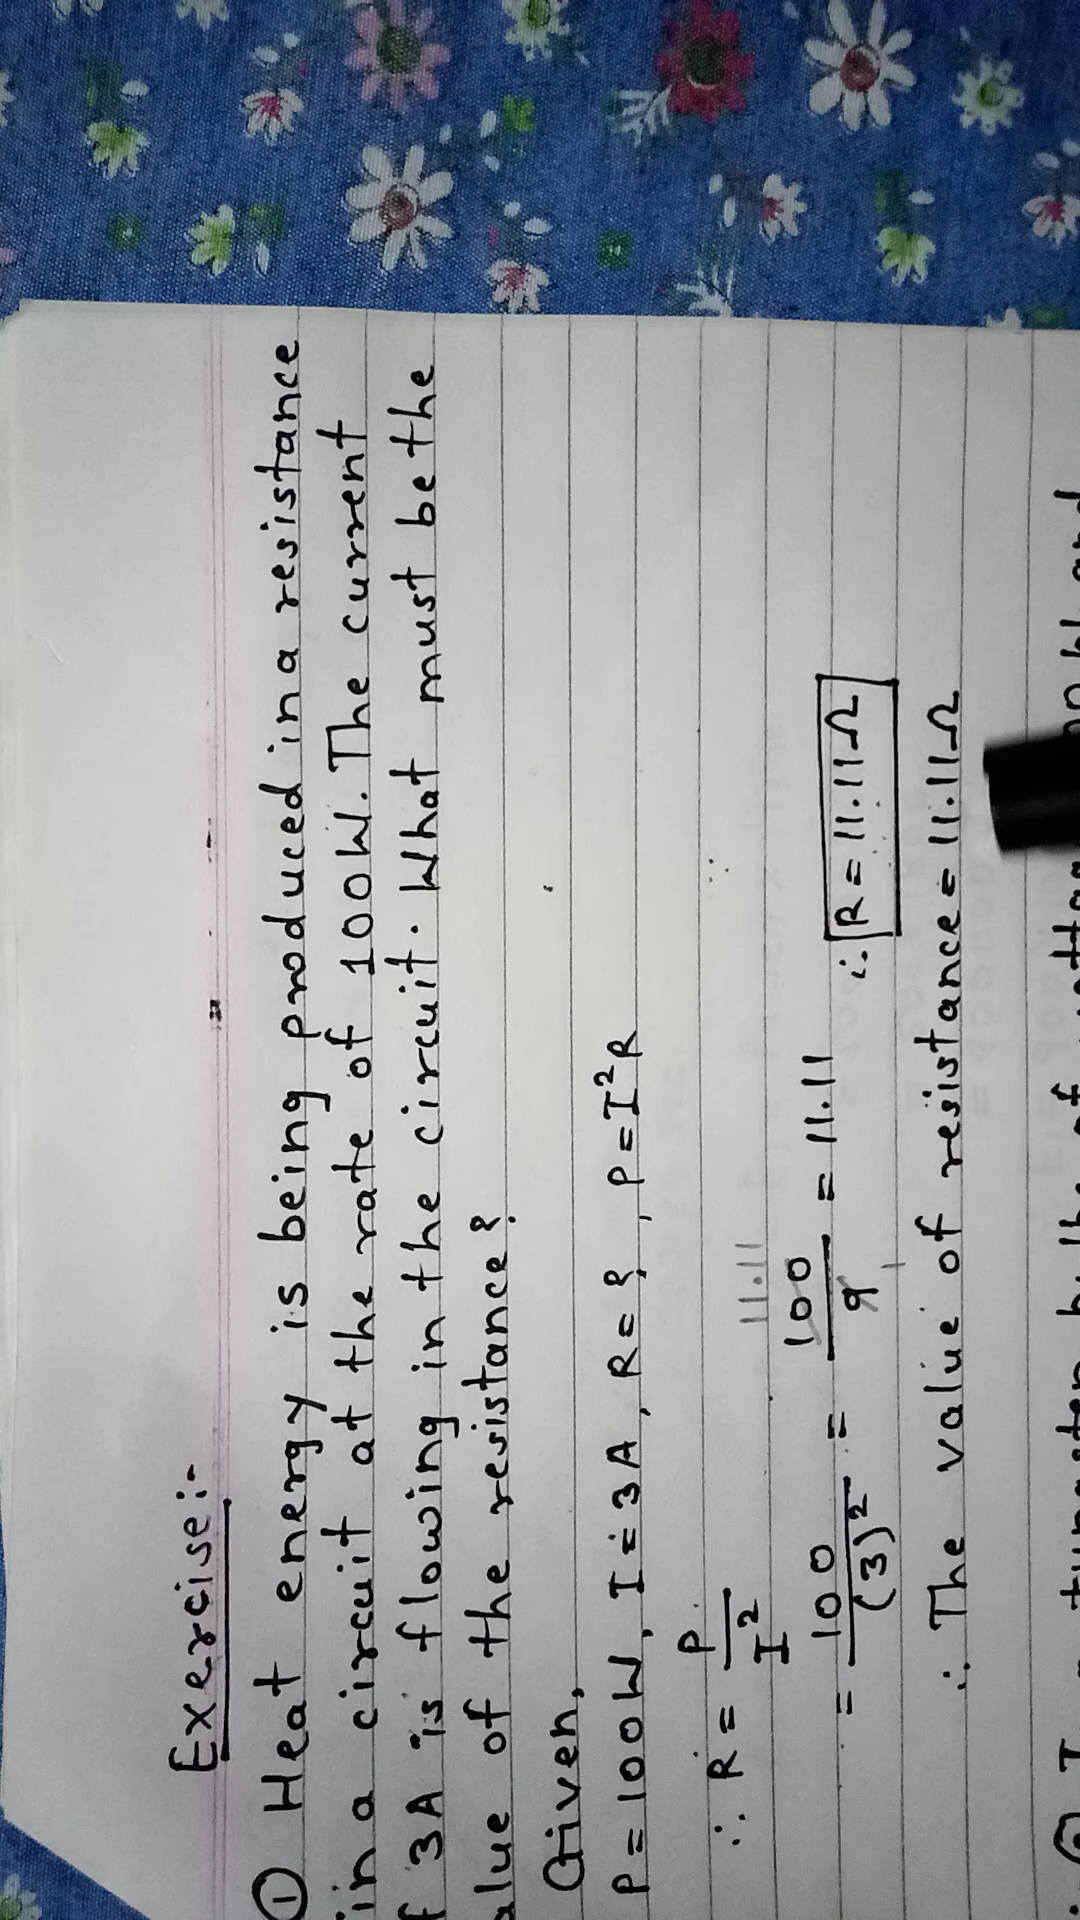 Exercise:-
① Heat energy is being produced in a resistance
in a circuit at the rate of 100W. The current
3A is flowing in the circuit. What must be the
of the resistance?
Given,
P = 100W, I = 3A, R = ?, P = I²R
∴ R = P / I²
11.11
= 100 / (3)² = 100 / 9 = 11.11 ∴ R = 11.11Ω
∴ The value of resistance = 11.11Ω